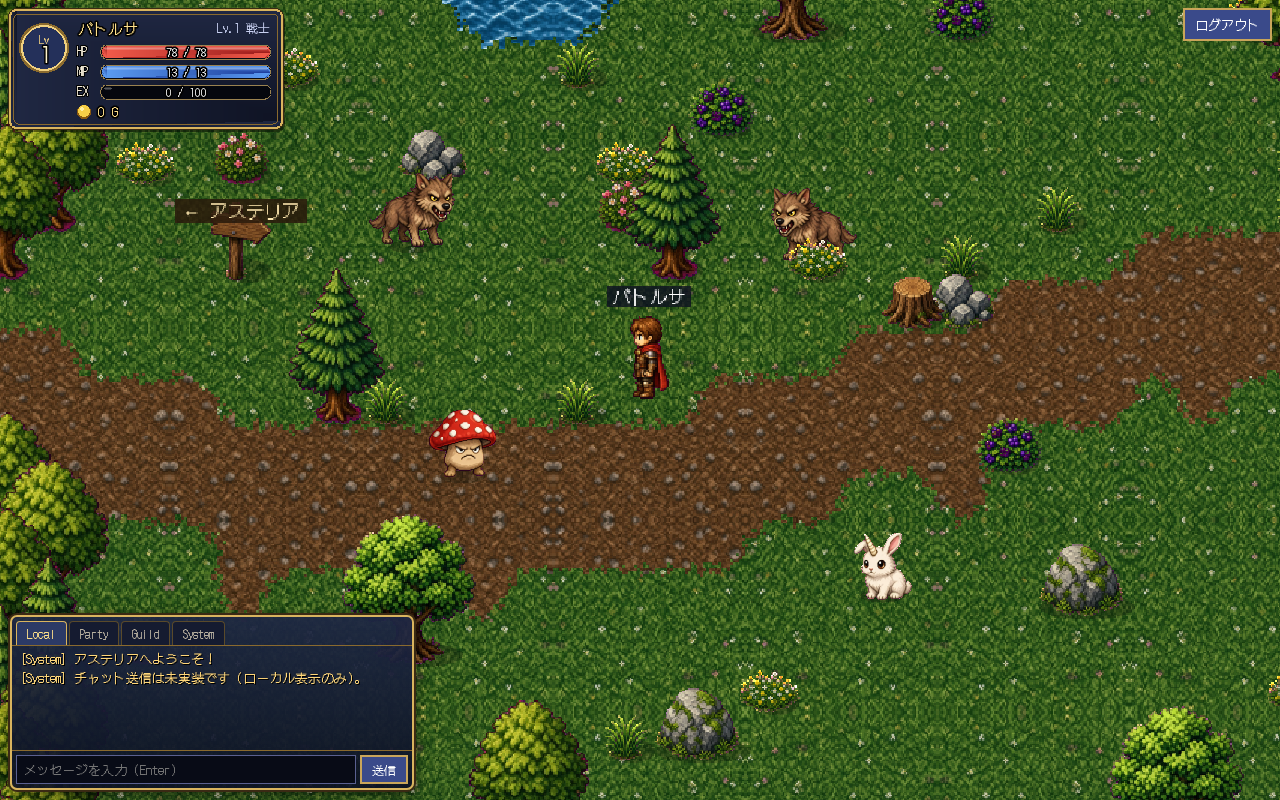 バトルサ Lv.1 戦士
Lv 1
HP 78 / 78
MP 13 / 13
EX 0 / 100
0 G
ログアウト
← アステリア
バトルサ
Local Party Guild System
[System] アステリアへようこそ！
[System] チャット送信は未実装です（ローカル表示のみ）。
メッセージを入力 (Enter) 送信